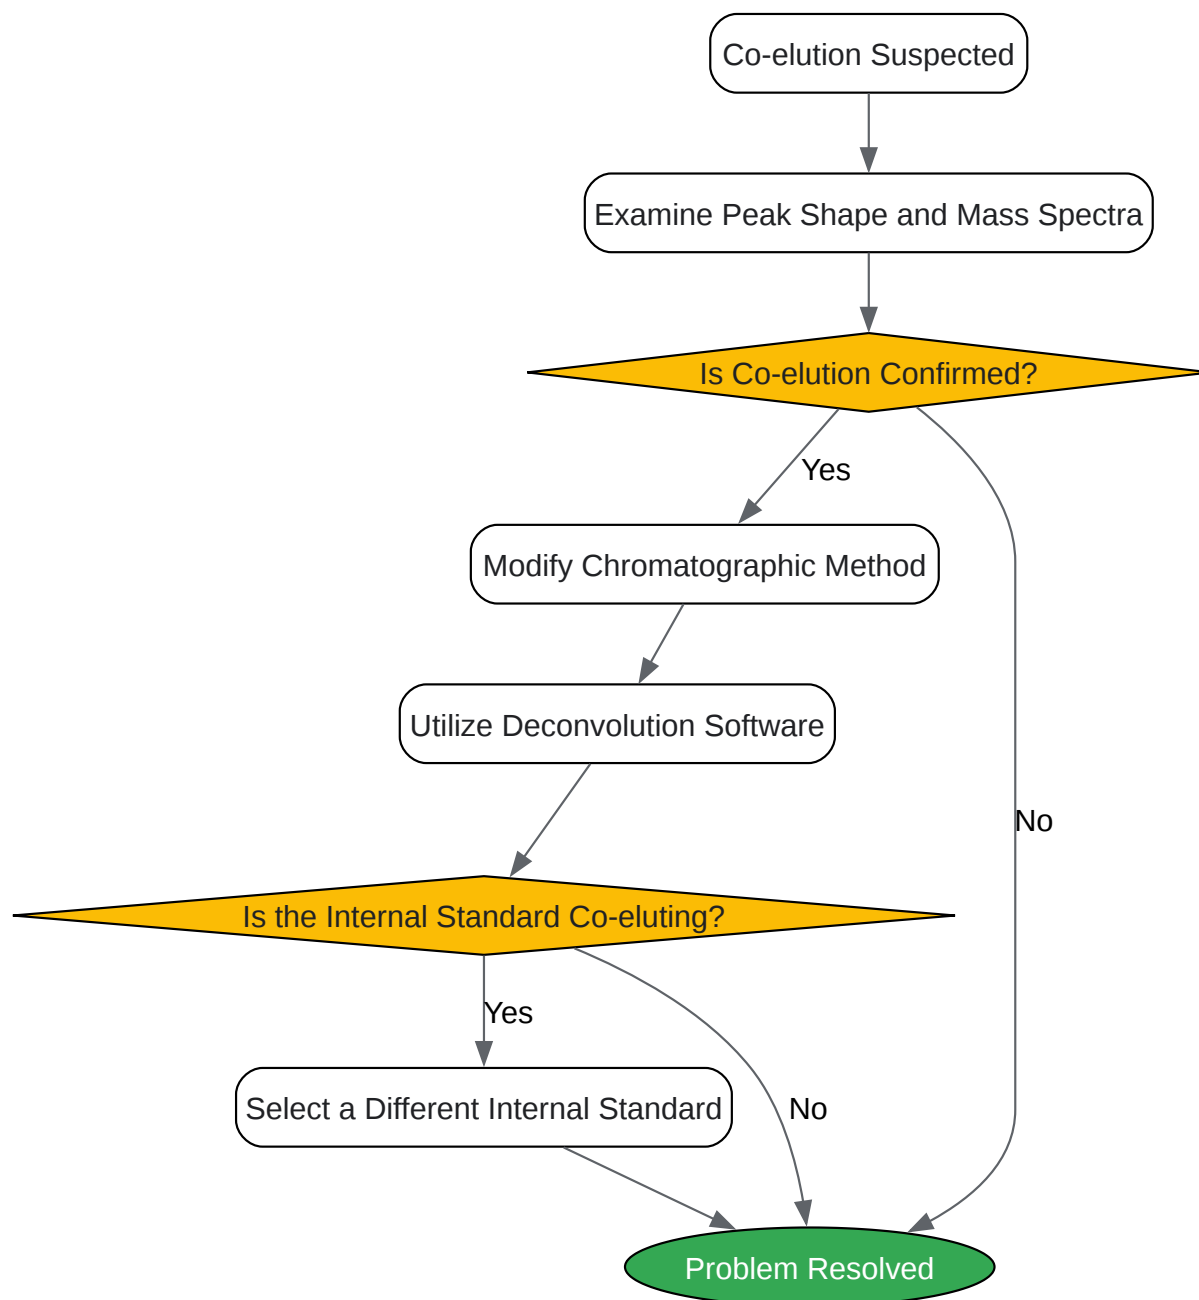 Co-elution Suspected
Examine Peak Shape and Mass Spectra
Is Co-elution Confirmed?
Yes
Modify Chromatographic Method
Utilize Deconvolution Software
No
Is the Internal Standard Co-eluting?
Yes
Select a Different Internal Standard
No
Problem Resolved